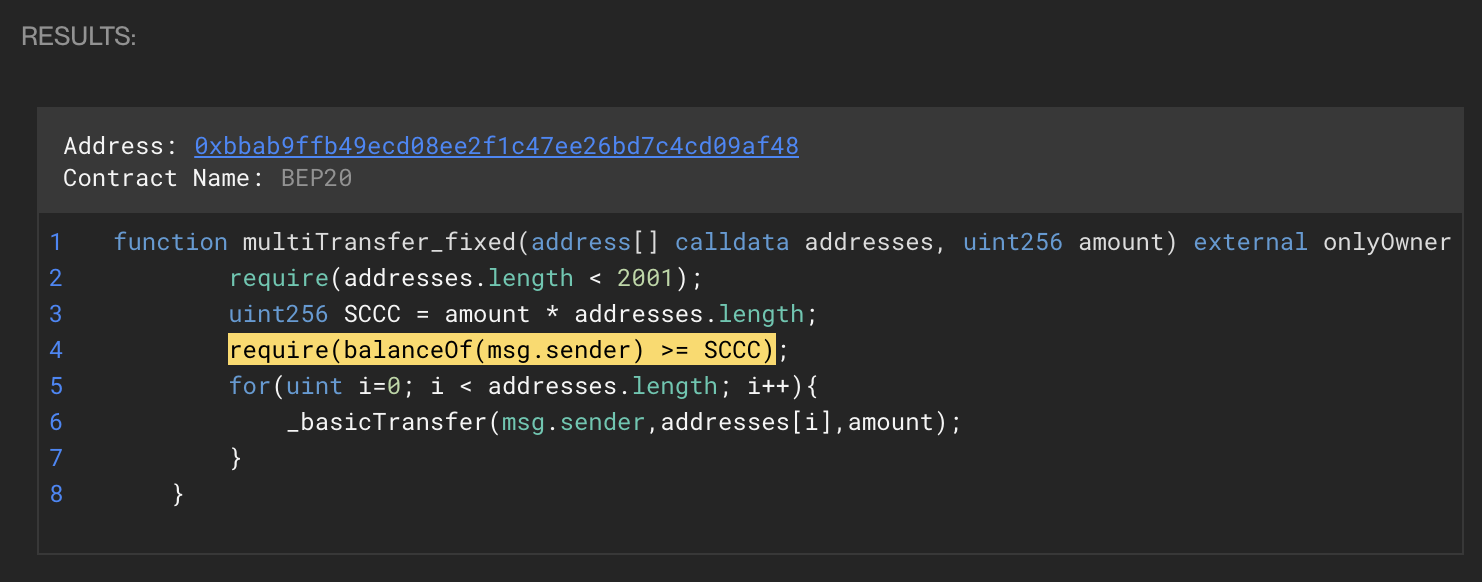 RESULTS:
Address: 0xbbab9ffb49ecd08ee2f1c47ee26bd7c4cd09af48
Contract Name: BEP20
1 function multiTransfer_fixed(address[] calldata addresses, uint256 amount) external onlyOwner
2 require(addresses.length < 2001);
3 uint256 SCCC = amount * addresses.length;
4 require(balanceOf(msg.sender) >= SCCC);
5 for(uint i=0; i < addresses.length; i++){
6 _basicTransfer(msg.sender,addresses[i],amount);
7 }
8 }